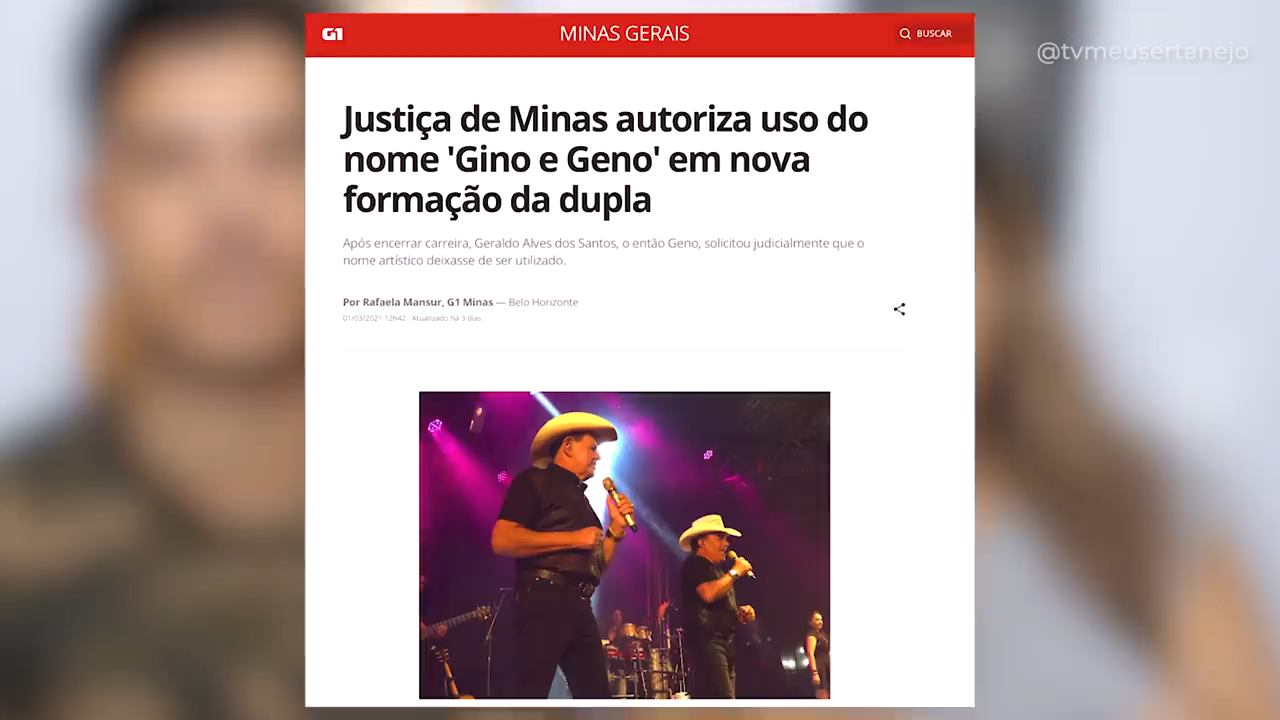 G1
MINAS GERAIS
BUSCAR
@tvmeusertanejo
Justiça de Minas autoriza uso do
nome 'Gino e Geno' em nova
formação da dupla
Após encerrar carreira, Geraldo Alves dos Santos, o então Geno, solicitou judicialmente que o
nome artístico deixasse de ser utilizado.
Por Rafaela Mansur, G1 Minas — Belo Horizonte
01/03/2021 12h42 · Atualizado há 3 dias